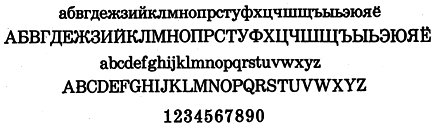 абвгдежзийклмнопрстуфхцчшщъыьэюяё
АБВГДЕЖЗИЙКЛМНОПРСТУФХЦЧШЩЪЫЬЭЮЯЁ
abcdefghijklmnopqrstuvwxyz
ABCDEFGHIJKLMNOPQRSTUVWXYZ
1234567890